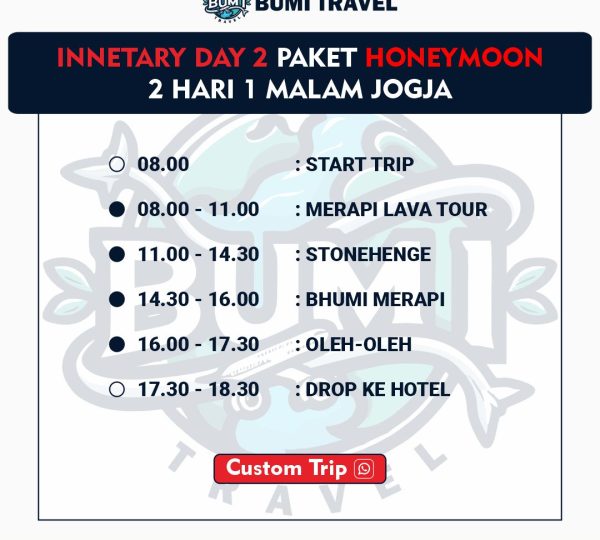 BUMI BUMI TRAVEL
TRAVEL
INNETARY DAY 2 PAKET HONEYMOON
2 HARI 1 MALAM JOGJA
08.00 : START TRIP
08.00 - 11.00 : MERAPI LAVA TOUR
11.00 - 14.30 : STONEHENGE
14.30 - 16.00 : BHUMI MERAPI
16.00 - 17.30 : OLEH-OLEH
17.30 - 18.30 : DROP KE HOTEL
BUMI
Custom Trip
TRAVEL